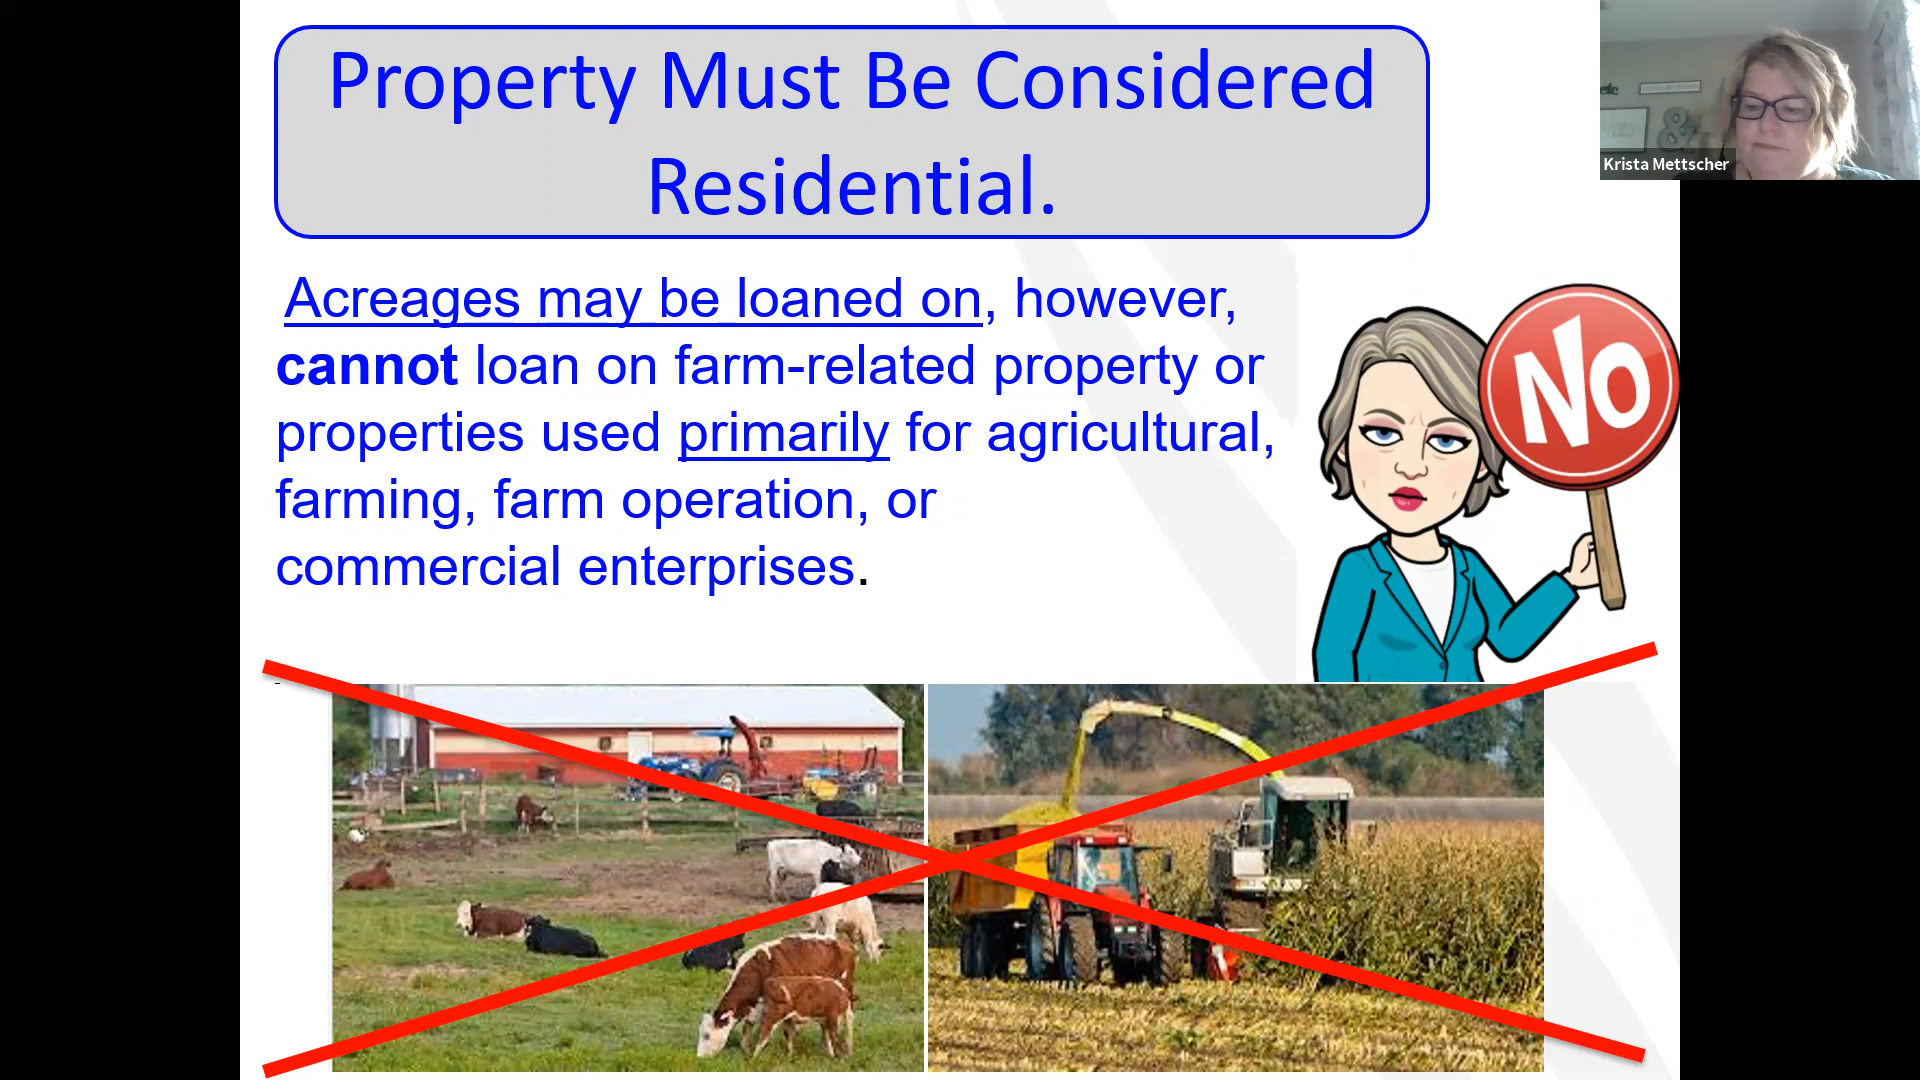 Property Must Be Considered
Residential.
Acreages may be loaned on, however,
cannot loan on farm-related property or
properties used primarily for agricultural,
farming, farm operation, or
commercial enterprises.
NO
&
Krista Mettscher